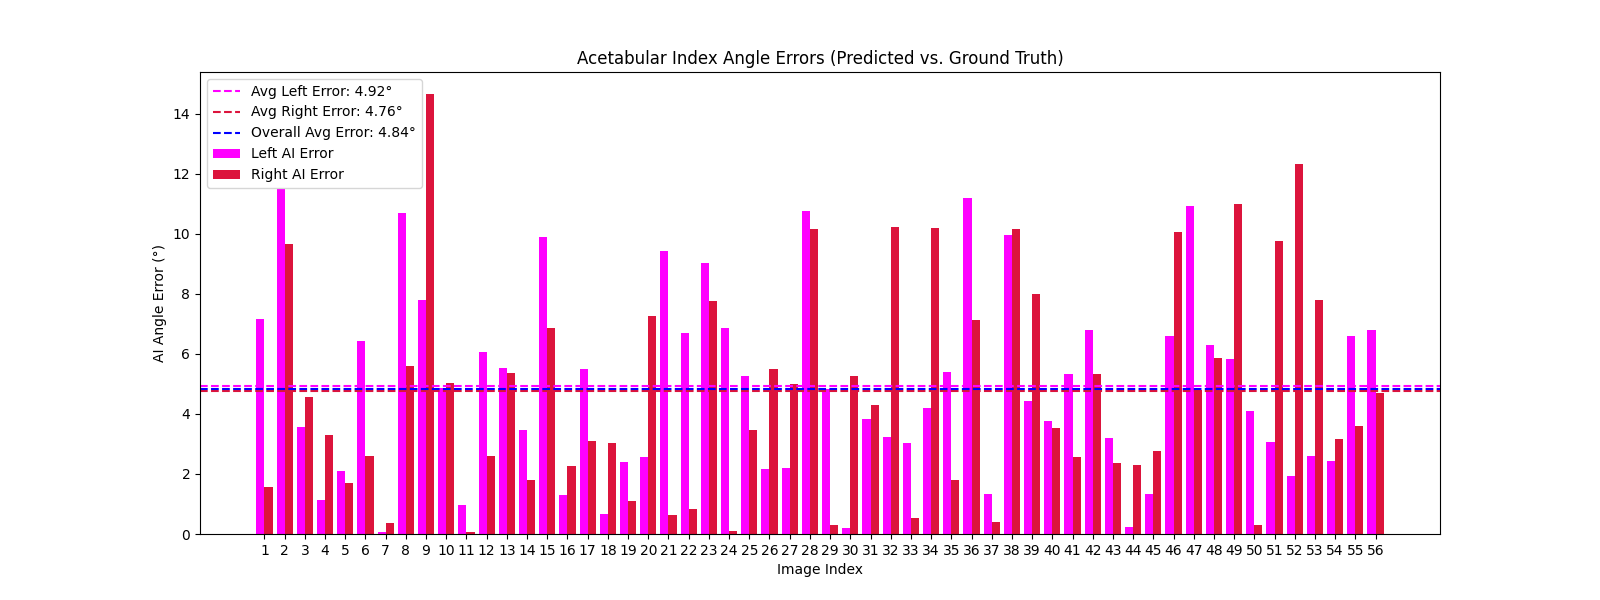 Acetabular Index Angle Errors (Predicted vs. Ground Truth)
Avg Left Error: 4.92°
Avg Right Error: 4.76°
Overall Avg Error: 4.84°
Left AI Error
Right AI Error
AI Angle Error (°)
14
12
10
8
6
4
2
0
1 2 3 4 5 6 7 8 9 10 11 12 13 14 15 16 17 18 19 20 21 22 23 24 25 26 27 28 29 30 31 32 33 34 35 36 37 38 39 40 41 42 43 44 45 46 47 48 49 50 51 52 53 54 55 56
Image Index